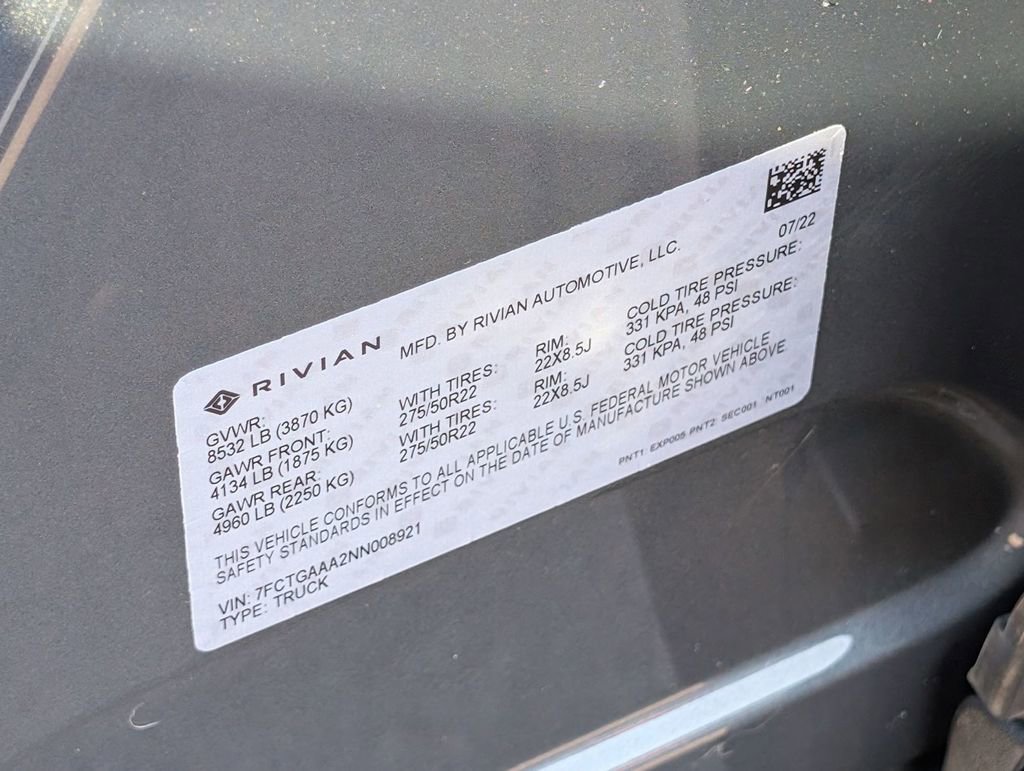 07/22
RIVIAN MFD. BY RIVIAN AUTOMOTIVE, LLC.
GVWR:
8532 LB (3870 KG)
GAWR FRONT: WITH TIRES: RIM: COLD TIRE PRESSURE:
4134 LB (1875 KG) 275/50R22 22X8.5J 331 KPA, 48 PSI
GAWR REAR: WITH TIRES: RIM: COLD TIRE PRESSURE:
4960 LB (2250 KG) 275/50R22 22X8.5J 331 KPA, 48 PSI
THIS VEHICLE CONFORMS TO ALL APPLICABLE U.S. FEDERAL MOTOR VEHICLE
SAFETY STANDARDS IN EFFECT ON THE DATE OF MANUFACTURE SHOWN ABOVE.
VIN: 7FCTGAAA2NN008921
TYPE: TRUCK
PNT1: EXP005 PNT2: SEC001 NT001